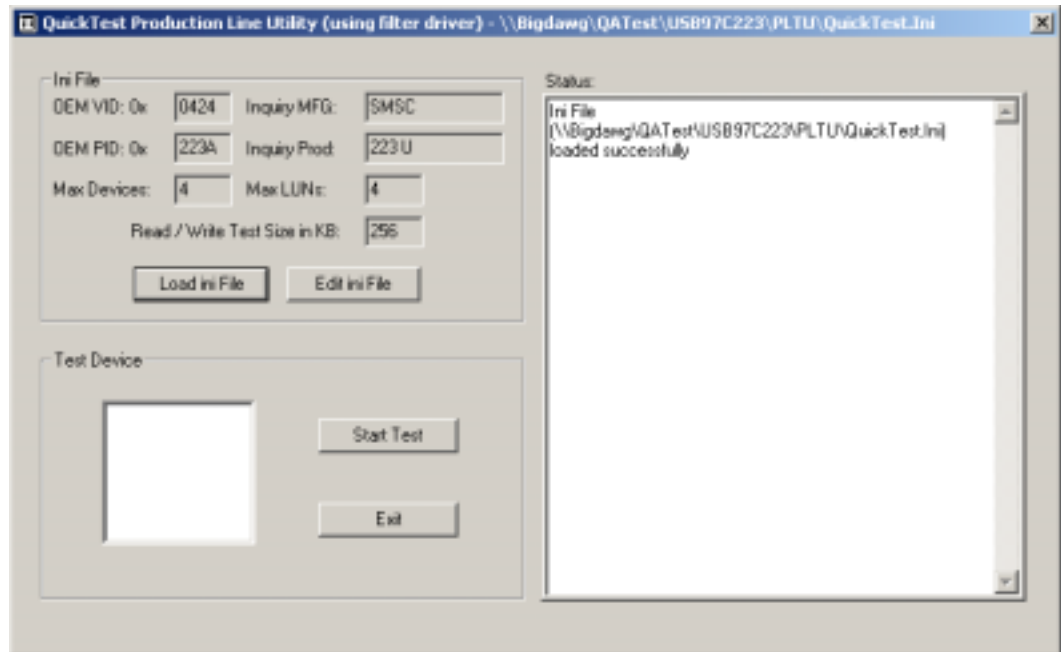 QuickTest Production Line Utility (using filter driver) - \\Bigdawg\QATest\USB97C223\PLTU\QuickTest.Ini
Ini File
OEM VID: 0x 0424 Inquiry MFG: SMSC
OEM PID: 0x 223A Inquiry Prod: 223 U
Max Devices: 4 Max LUNs: 4
Read / Write Test Size in KB: 256
Load ini File Edit ini File
Test Device
Start Test
Exit
Status:
Ini File
(\\Bigdawg\QATest\USB97C223\PLTU\QuickTest.Ini)
loaded successfully